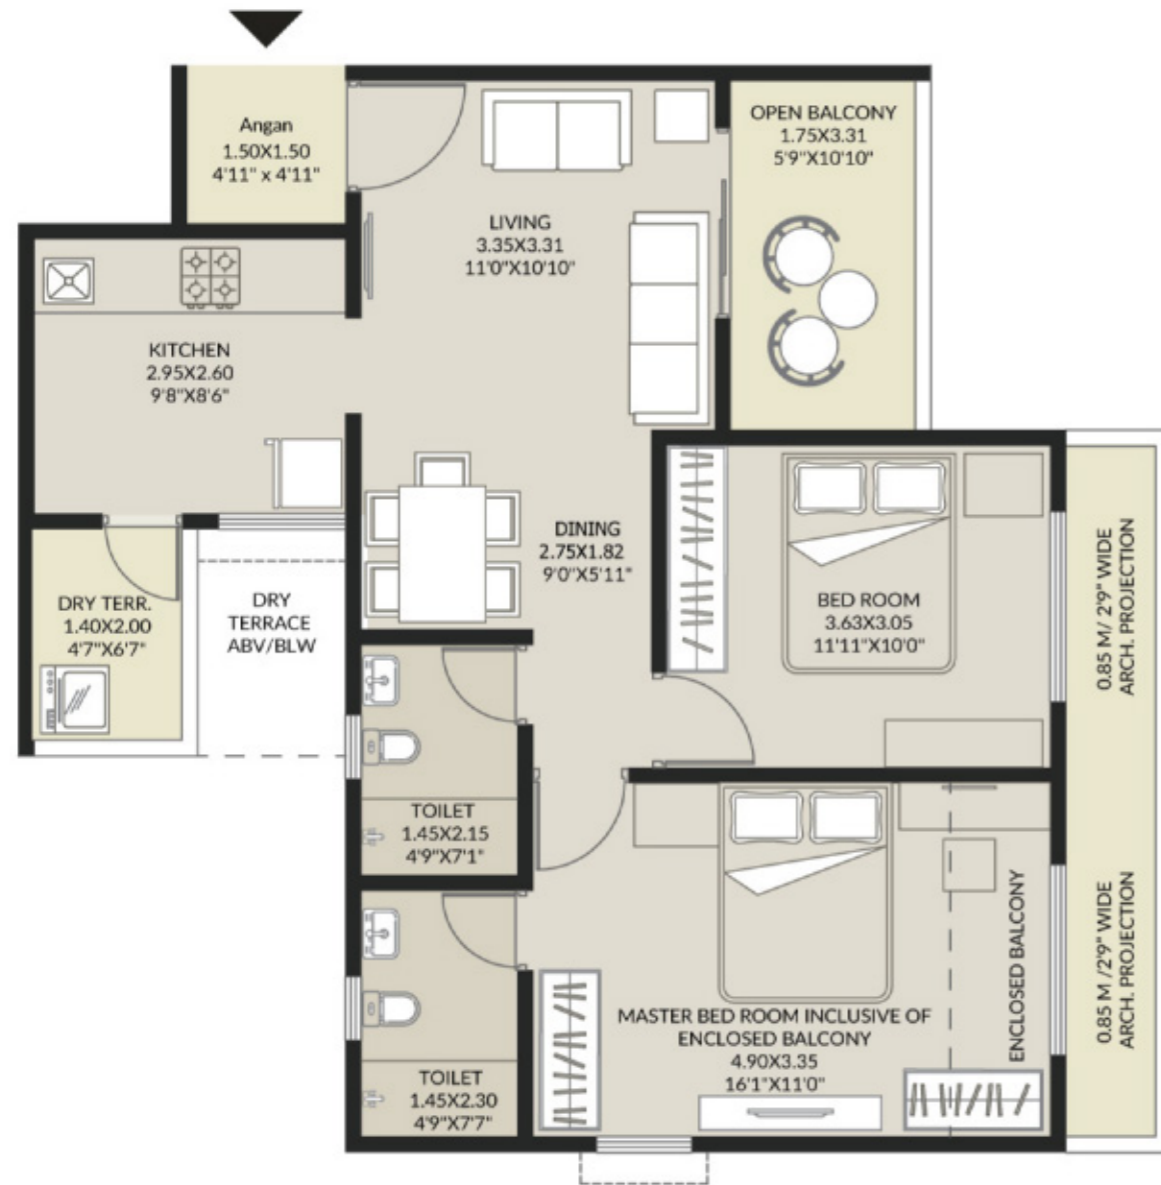 Angan
1.50X1.50
4'11" x 4'11"
OPEN BALCONY
1.75X3.31
5'9"X10'10"
LIVING
3.35X3.31
11'0"X10'10"
KITCHEN
2.95X2.60
9'8"X8'6"
DINING
2.75X1.82
9'0"X5'11"
DRY TERR.
1.40X2.00
4'7"X6'7"
DRY
TERRACE
ABV/BLW
BED ROOM
3.63X3.05
11'11"X10'0"
0.85 M/ 2'9" WIDE
ARCH. PROJECTION
TOILET
1.45X2.15
4'9"X7'1"
MASTER BED ROOM INCLUSIVE OF
ENCLOSED BALCONY
4.90X3.35
16'1"X11'0"
ENCLOSED BALCONY
0.85 M /2'9" WIDE
ARCH. PROJECTION
TOILET
1.45X2.30
4'9"X7'7"